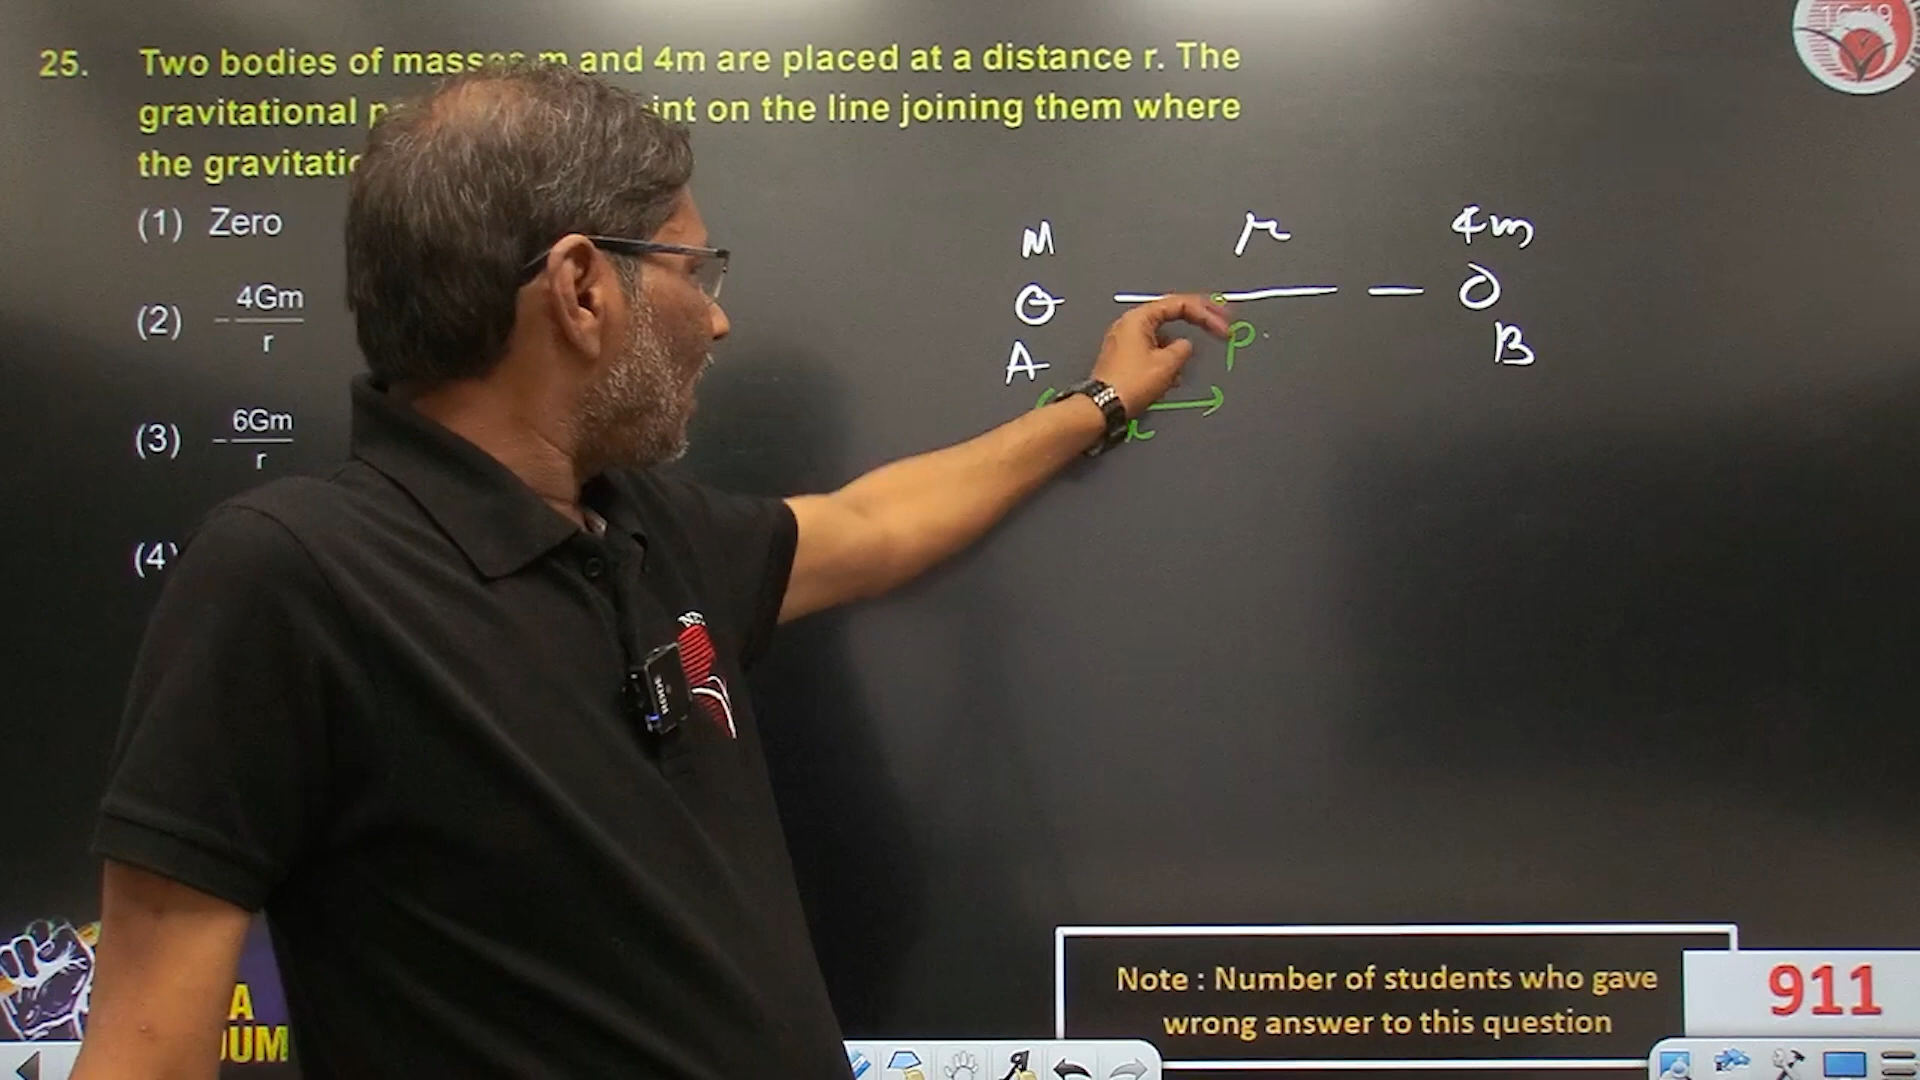 25. Two bodies of masses m and 4m are placed at a distance r. The
gravitational int on the line joining them where
the gravitatio
(1) Zero
(2) - 4Gm
r
(3) - 6Gm
r
(4)
M r 4m
A P B
x
Note : Number of students who gave
wrong answer to this question
911
A
DUM